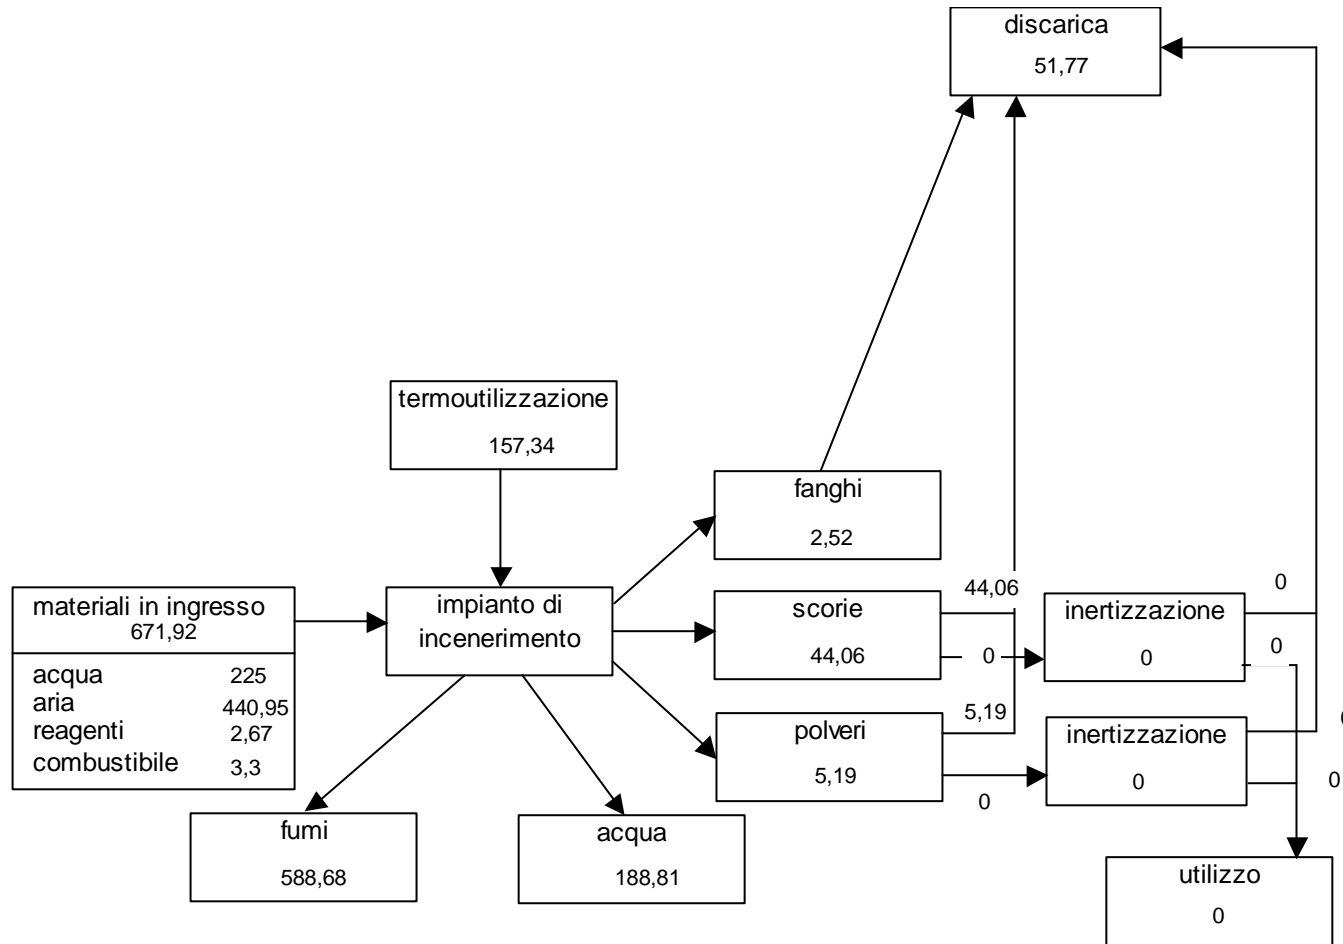 discarica
51,77
termoutilizzazione
157,34
fanghi
2,52
materiali in ingresso
671,92
acqua 225
aria 440,95
reagenti 2,67
combustibile 3,3
impianto di
incenerimento
scorie
44,06
44,06
0
inertizzazione
0
0
0
polveri
5,19
5,19
0
inertizzazione
0
0
fumi
588,68
acqua
188,81
utilizzo
0